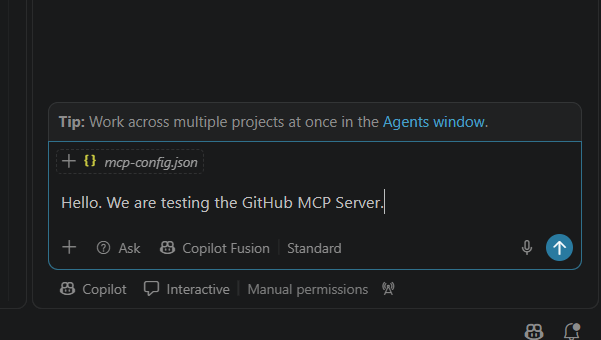 Tip: Work across multiple projects at once in the Agents window.
{} mcp-config.json
Hello. We are testing the GitHub MCP Server.
Ask Copilot Fusion Standard
Copilot Interactive Manual permissions